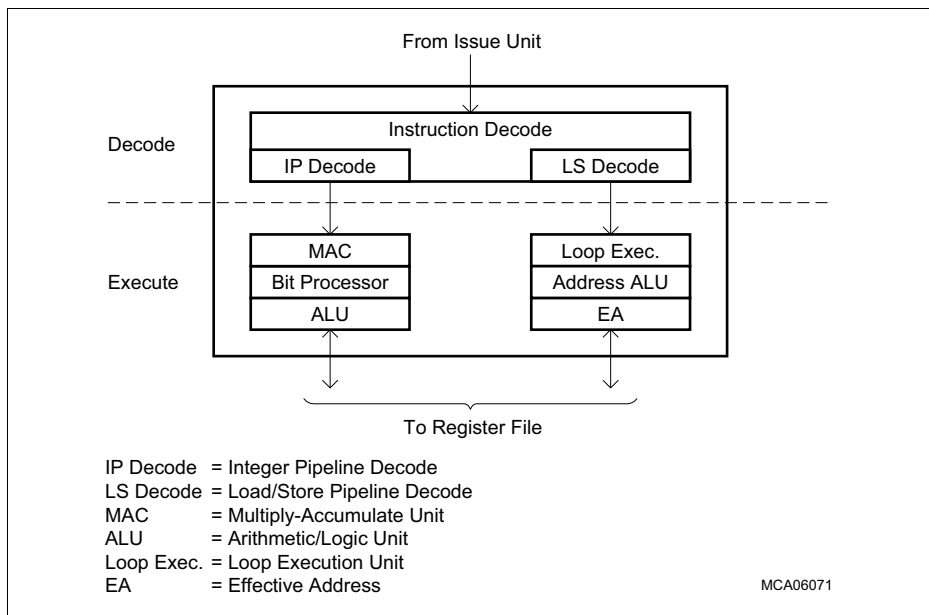 From Issue Unit
Decode
Instruction Decode
IP Decode
LS Decode
Execute
MAC
Loop Exec.
Bit Processor
Address ALU
ALU
EA
To Register File
IP Decode = Integer Pipeline Decode
LS Decode = Load/Store Pipeline Decode
MAC = Multiply-Accumulate Unit
ALU = Arithmetic/Logic Unit
Loop Exec. = Loop Execution Unit
EA = Effective Address
MCA06071